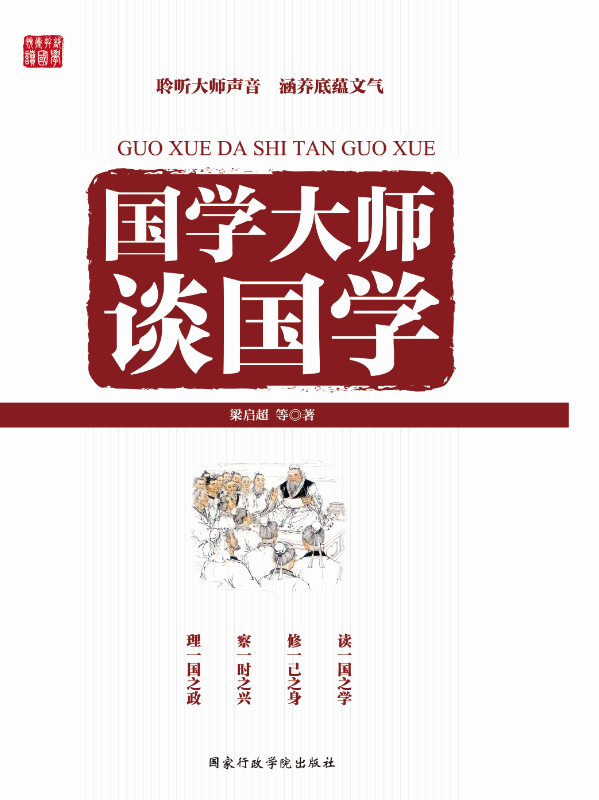 聆听大师声音 涵养底蕴文气
GUO XUE DA SHI TAN GUO XUE
国学大师
谈国学
梁启超 等◎著
读一国之学
修一己之身
察一时之兴
理一国之政
国家行政学院出版社